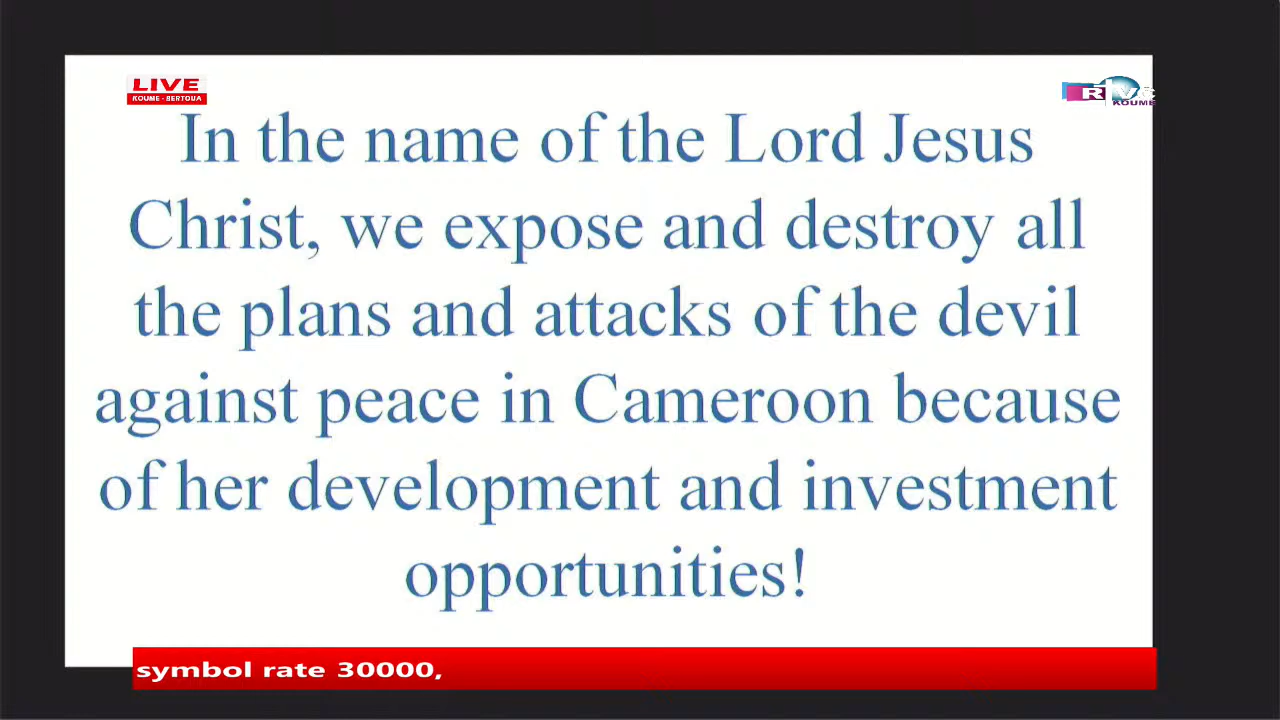 LIVE
KOUME - BERTOUA
KOUME
In the name of the Lord Jesus
Christ, we expose and destroy all
the plans and attacks of the devil
against peace in Cameroon because
of her development and investment
opportunities!
symbol rate 30000,